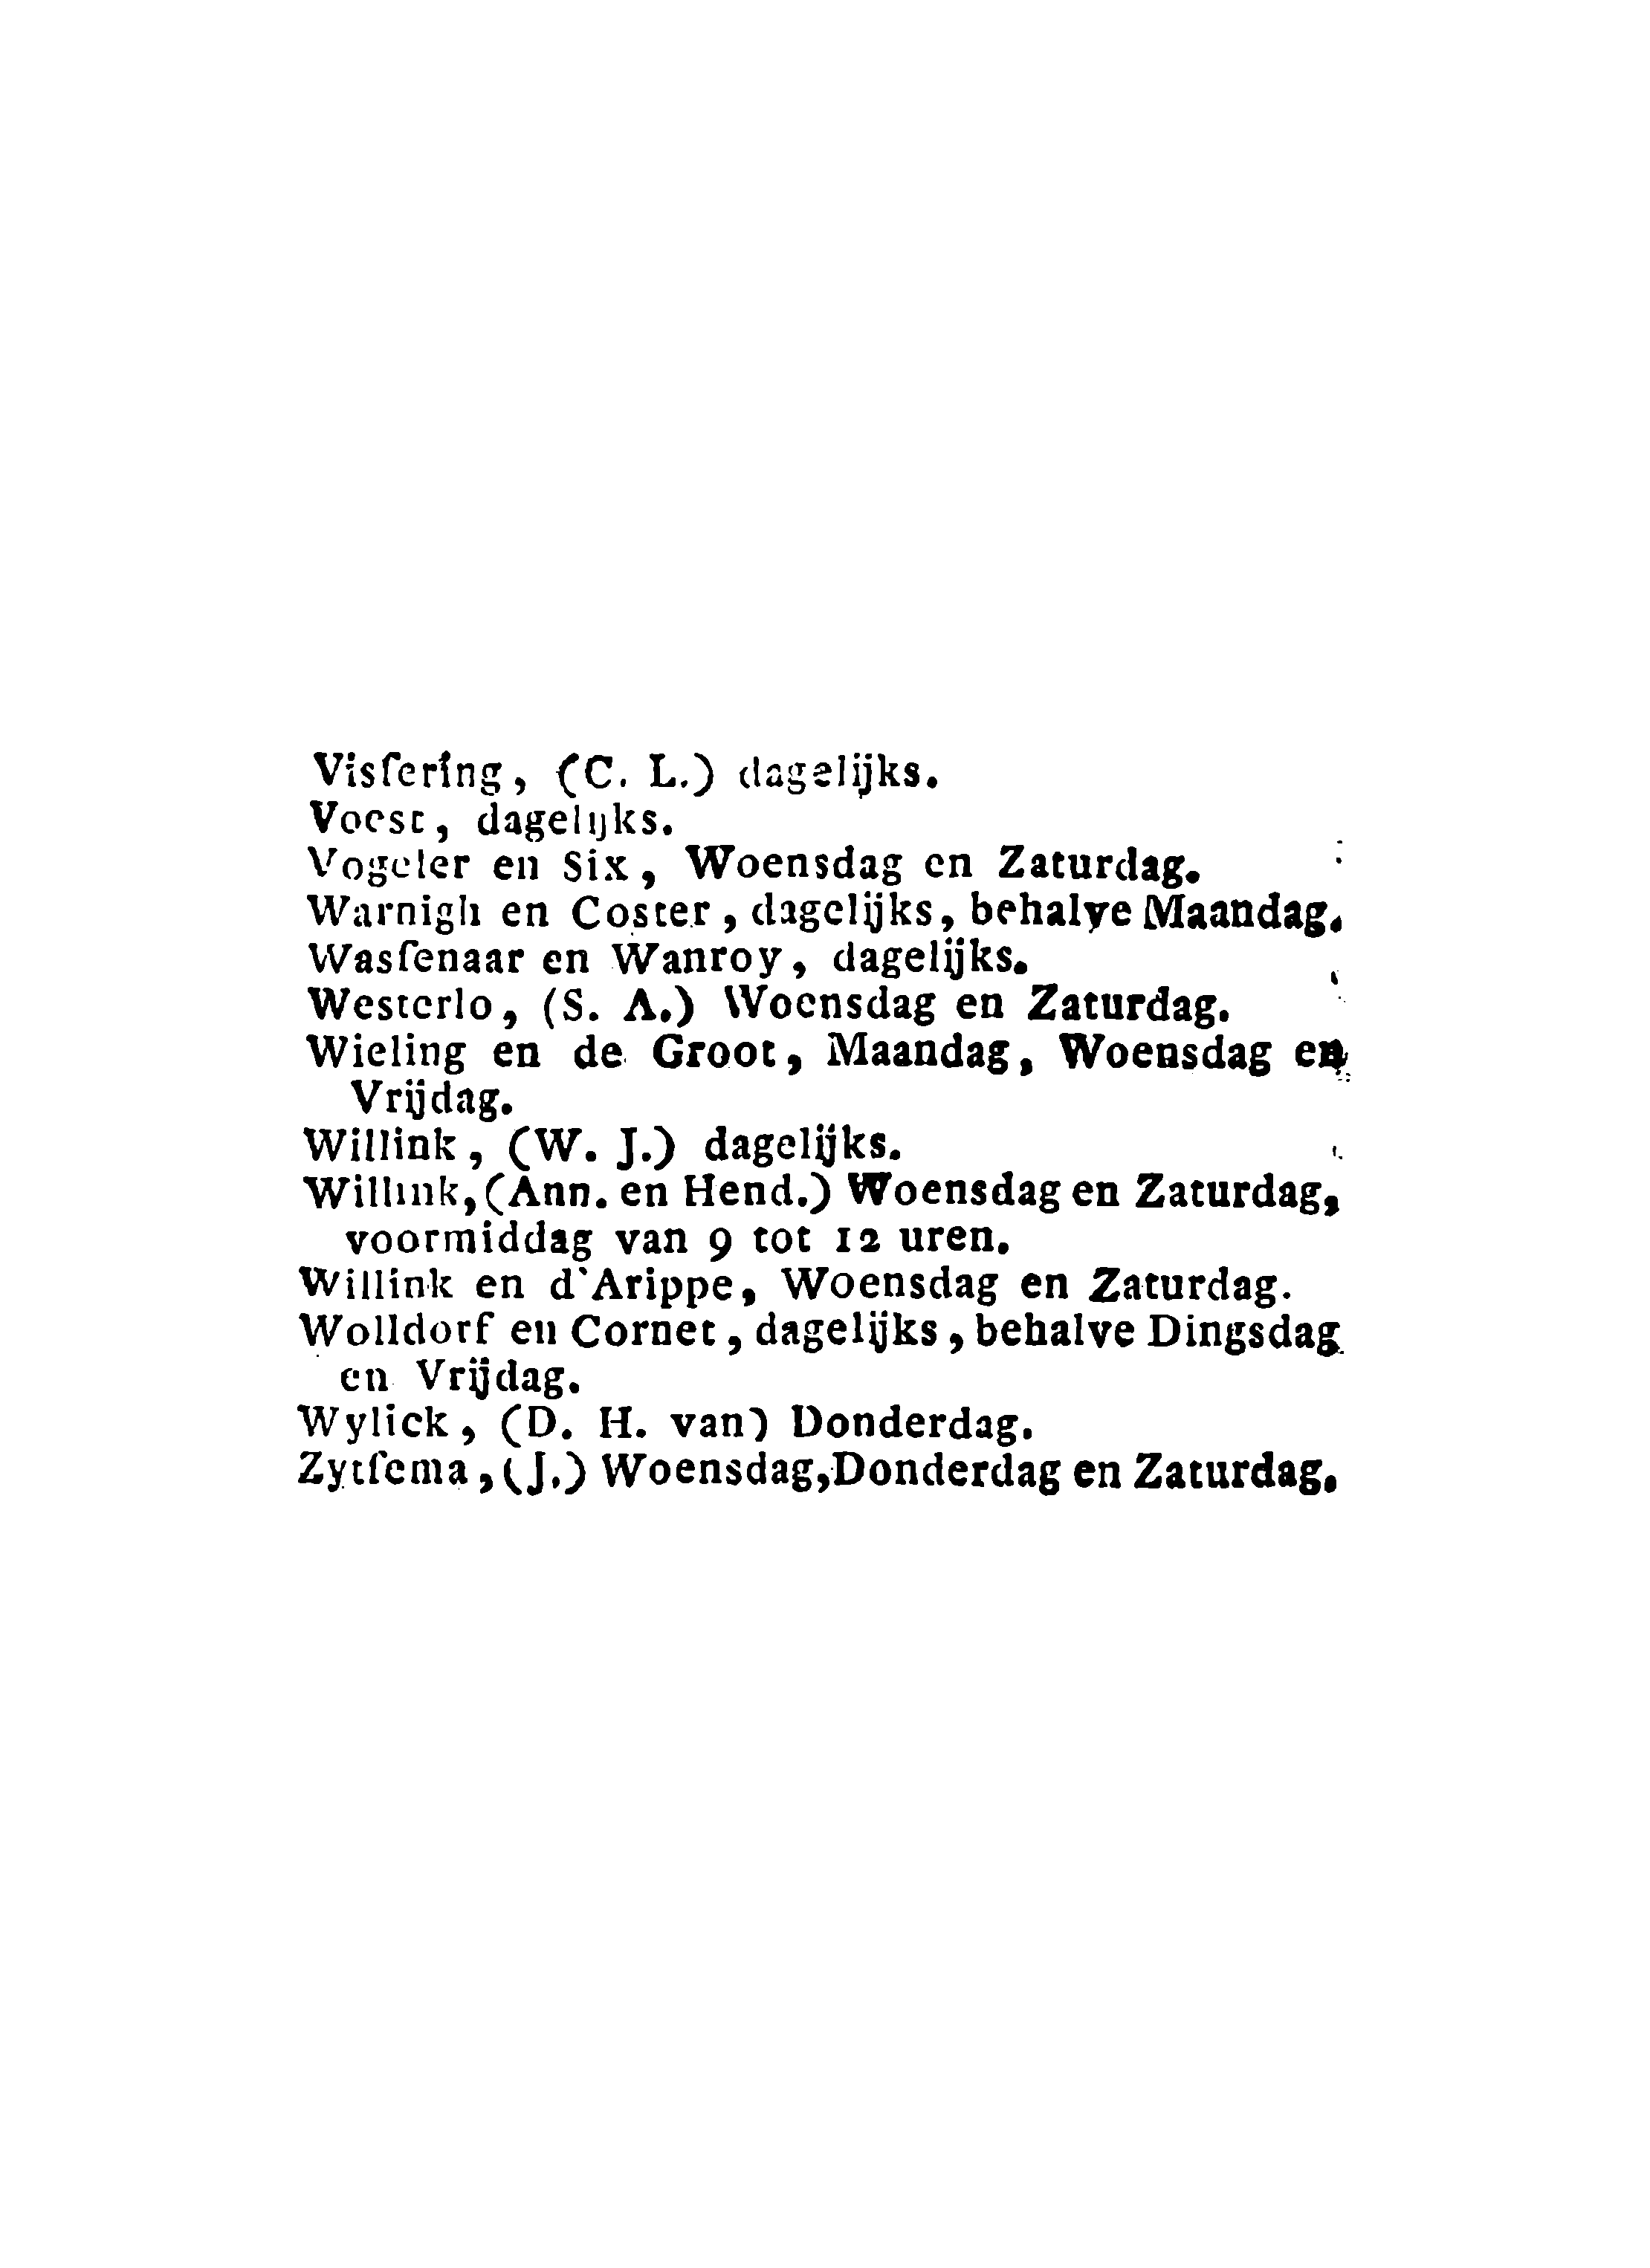 Visſering, (C. L.) dagelijks.
Voest, dagelijks.
Vogeler en Six, Woensdag en Zaturdag.
Warnigh en Coster, dagelijks, behalve Maandag.
Wasſenaar en Wanroy, dagelijks.
Westerlo, (S. A.) Woensdag en Zaturdag.
Wieling en de Groot, Maandag, Woensdag en
Vrijdag.
Willink, (W. J.) dagelijks.
Willink, (Ann. en Hend.) Woensdag en Zaturdag,
voormiddag van 9 tot 12 uren.
Willink en d'Arippe, Woensdag en Zaturdag.
Wolldorf en Cornet, dagelijks, behalve Dingsdag
en Vrijdag.
Wylick, (D. H. van) Donderdag.
Zytſema, (J.) Woensdag, Donderdag en Zaturdag.